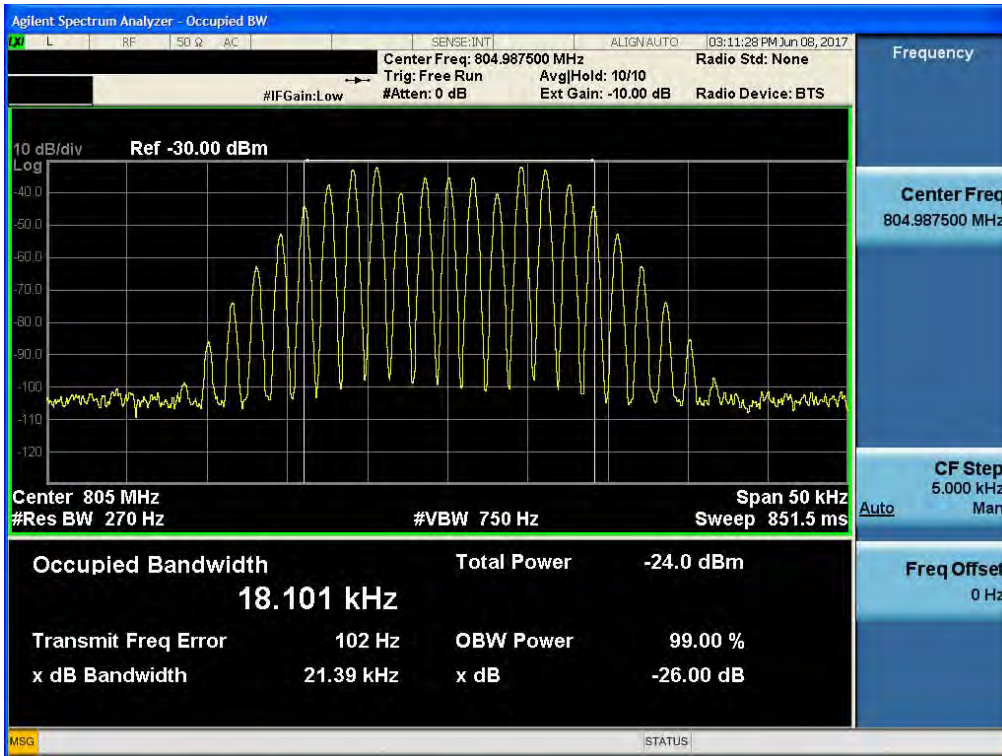 Agilent Spectrum Analyzer - Occupied BW
LXI L RF 50 Ω AC SENSE:INT ALIGN AUTO 03:11:28 PM Jun 08, 2017
Center Freq: 804.987500 MHz Radio Std: None
Trig: Free Run Avg|Hold: 10/10
#IFGain:Low #Atten: 0 dB Ext Gain: -10.00 dB Radio Device: BTS
10 dB/div Ref -30.00 dBm
Log
-40.0
-50.0
-60.0
-70.0
-80.0
-90.0
-100
-110
-120
Center 805 MHz Span 50 kHz
#Res BW 270 Hz #VBW 750 Hz Sweep 851.5 ms
Occupied Bandwidth Total Power -24.0 dBm
18.101 kHz
Transmit Freq Error 102 Hz OBW Power 99.00 %
x dB Bandwidth 21.39 kHz x dB -26.00 dB
MSG STATUS
Frequency
Center Freq
804.987500 MHz
CF Step
5.000 kHz
Auto Man
Freq Offset
0 Hz